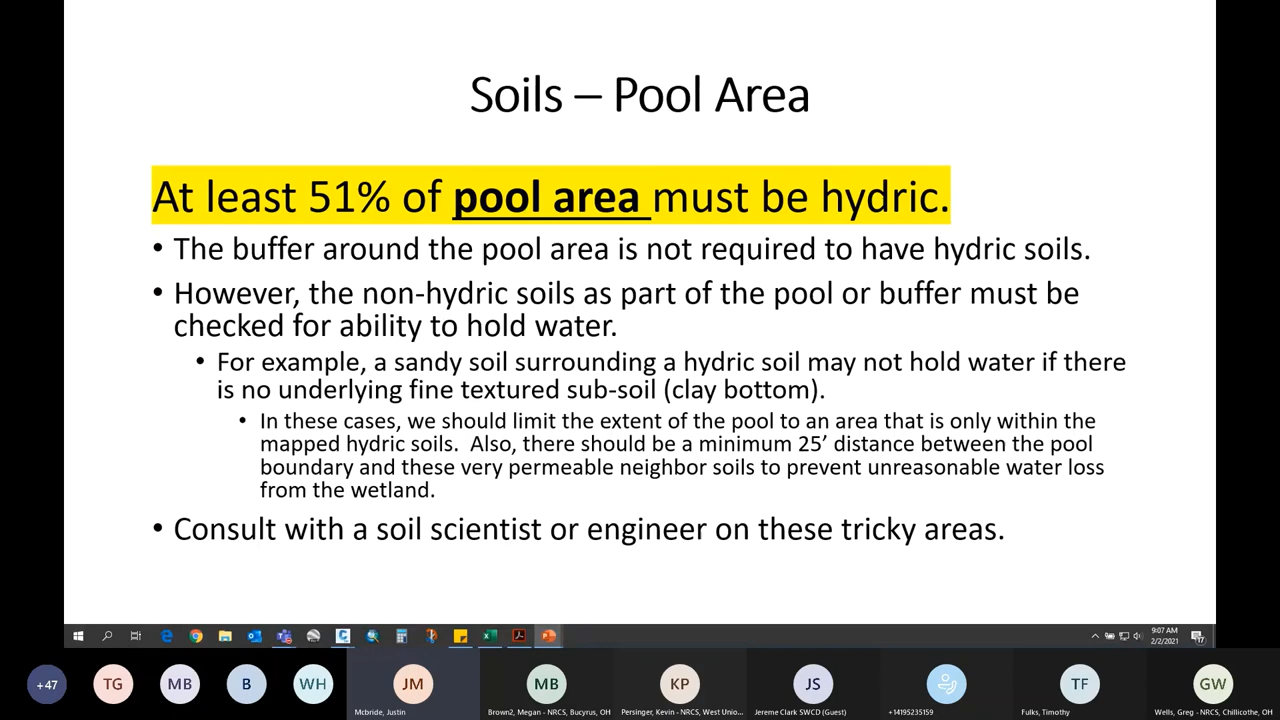 Soils – Pool Area
At least 51% of pool area must be hydric.
• The buffer around the pool area is not required to have hydric soils.
• However, the non-hydric soils as part of the pool or buffer must be
checked for ability to hold water.
• For example, a sandy soil surrounding a hydric soil may not hold water if there
is no underlying fine textured sub-soil (clay bottom).
• In these cases, we should limit the extent of the pool to an area that is only within the
mapped hydric soils.  Also, there should be a minimum 25’ distance between the pool
boundary and these very permeable neighbor soils to prevent unreasonable water loss
from the wetland.
• Consult with a soil scientist or engineer on these tricky areas.
9:07 AM
2/2/2021
17
+47
TG
MB
B
WH
JM
MB
KP
JS
TF
GW
Mcbride, Justin
Brown2, Megan - NRCS, Bucyrus, OH
Persinger, Kevin - NRCS, West Unio...
Jereme Clark SWCD (Guest)
+14195235159
Fulks, Timothy
Wells, Greg - NRCS, Chillicothe, OH